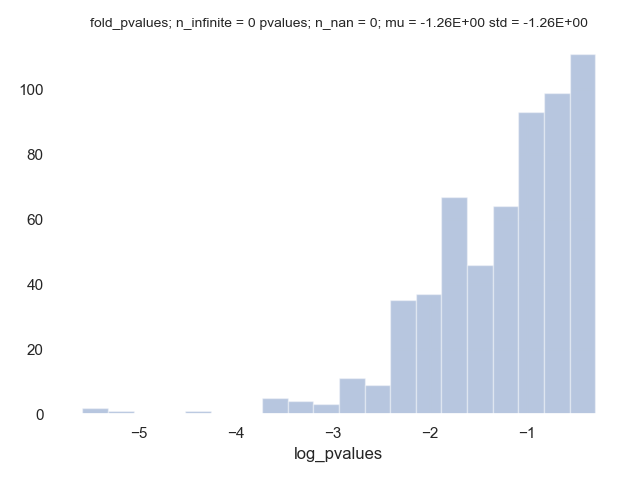 fold_pvalues; n_infinite = 0 pvalues; n_nan = 0; mu = -1.26E+00 std = -1.26E+00
100
80
60
40
20
0
−5 −4 −3 −2 −1
log_pvalues